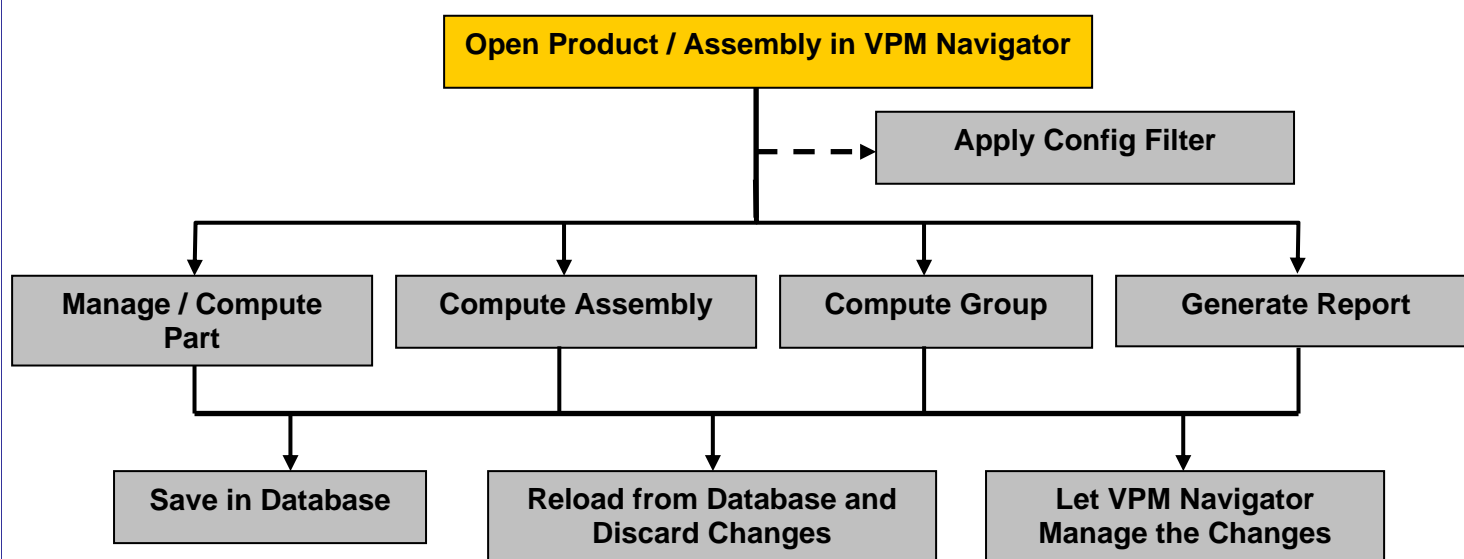 Open Product / Assembly in VPM Navigator
Apply Config Filter
Manage / Compute
Part
Compute Assembly
Compute Group
Generate Report
Save in Database
Reload from Database and
Discard Changes
Let VPM Navigator
Manage the Changes